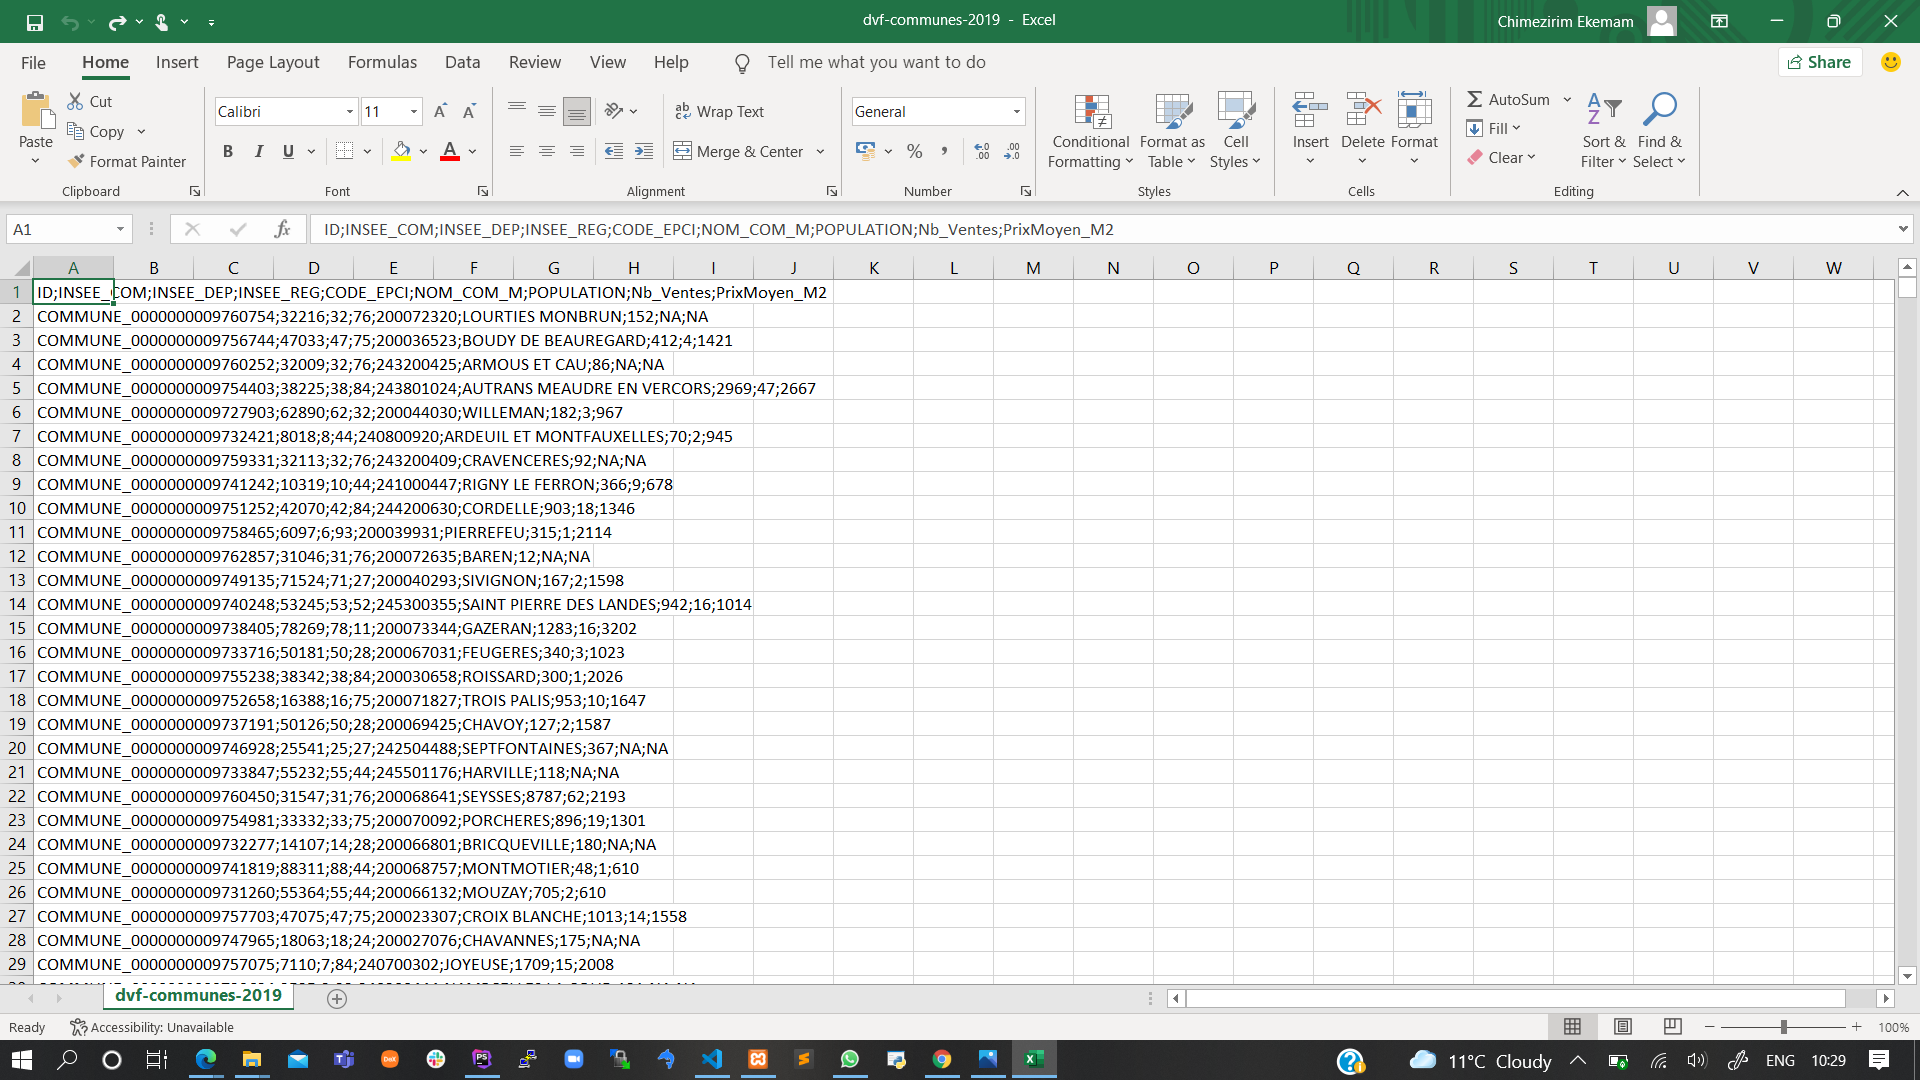 dvf-communes-2019 - Excel
Chimezirim Ekemam
File Home Insert Page Layout Formulas Data Review View Help Tell me what you want to do
Share
Paste
Cut
Copy
Format Painter
Clipboard
Calibri 11
B I U
Font
Wrap Text
Merge & Center
Alignment
General
% , .00
Number
Conditional Formatting
Format as Table
Cell Styles
Styles
Insert Delete Format
Cells
AutoSum
Fill
Clear
Sort & Filter
Find & Select
Editing
A1 fx ID;INSEE_COM;INSEE_DEP;INSEE_REG;CODE_EPCI;NOM_COM_M;POPULATION;Nb_Ventes;PrixMoyen_M2
A B C D E F G H I J K L M N O P Q R S T U V W
1 ID;INSEE_COM;INSEE_DEP;INSEE_REG;CODE_EPCI;NOM_COM_M;POPULATION;Nb_Ventes;PrixMoyen_M2
2 COMMUNE_0000000009760754;32216;32;76;200072320;LOURTIES MONBRUN;152;NA;NA
3 COMMUNE_0000000009756744;47033;47;75;200036523;BOUDY DE BEAUREGARD;412;4;1421
4 COMMUNE_0000000009760252;32009;32;76;243200425;ARMOUS ET CAU;86;NA;NA
5 COMMUNE_0000000009754403;38225;38;84;243801024;AUTRANS MEAUDRE EN VERCORS;2969;47;2667
6 COMMUNE_0000000009727903;62890;62;32;200044030;WILLEMAN;182;3;967
7 COMMUNE_0000000009732421;8018;8;44;240800920;ARDEUIL ET MONTFAUXELLES;70;2;945
8 COMMUNE_0000000009759331;32113;32;76;243200409;CRAVENCERES;92;NA;NA
9 COMMUNE_0000000009741242;10319;10;44;241000447;RIGNY LE FERRON;366;9;678
10 COMMUNE_0000000009751252;42070;42;84;244200630;CORDELLE;903;18;1346
11 COMMUNE_0000000009758465;6097;6;93;200039931;PIERREFEU;315;1;2114
12 COMMUNE_0000000009762857;31046;31;76;200072635;BAREN;12;NA;NA
13 COMMUNE_0000000009749135;71524;71;27;200040293;SIVIGNON;167;2;1598
14 COMMUNE_0000000009740248;53245;53;52;245300355;SAINT PIERRE DES LANDES;942;16;1014
15 COMMUNE_0000000009738405;78269;78;11;200073344;GAZERAN;1283;16;3202
16 COMMUNE_0000000009733716;50181;50;28;200067031;FEUGERES;340;3;1023
17 COMMUNE_0000000009755238;38342;38;84;200030658;ROISSARD;300;1;2026
18 COMMUNE_0000000009752658;16388;16;75;200071827;TROIS PALIS;953;10;1647
19 COMMUNE_0000000009737191;50126;50;28;200069425;CHAVOY;127;2;1587
20 COMMUNE_0000000009746928;25541;25;27;242504488;SEPTFONTAINES;367;NA;NA
21 COMMUNE_0000000009733847;55232;55;44;245501176;HARVILLE;118;NA;NA
22 COMMUNE_0000000009760450;31547;31;76;200068641;SEYSSES;8787;62;2193
23 COMMUNE_0000000009754981;33332;33;75;200070092;PORCHERES;896;19;1301
24 COMMUNE_0000000009732277;14107;14;28;200066801;BRICQUEVILLE;180;NA;NA
25 COMMUNE_0000000009741819;88311;88;44;200068757;MONTMOTIER;48;1;610
26 COMMUNE_0000000009731260;55364;55;44;200066132;MOUZAY;705;2;610
27 COMMUNE_0000000009757703;47075;47;75;200023307;CROIX BLANCHE;1013;14;1558
28 COMMUNE_0000000009747965;18063;18;24;200027076;CHAVANNES;175;NA;NA
29 COMMUNE_0000000009757075;7110;7;84;240700302;JOYEUSE;1709;15;2008
dvf-communes-2019
Ready Accessibility: Unavailable 100%
11°C Cloudy ENG 10:29